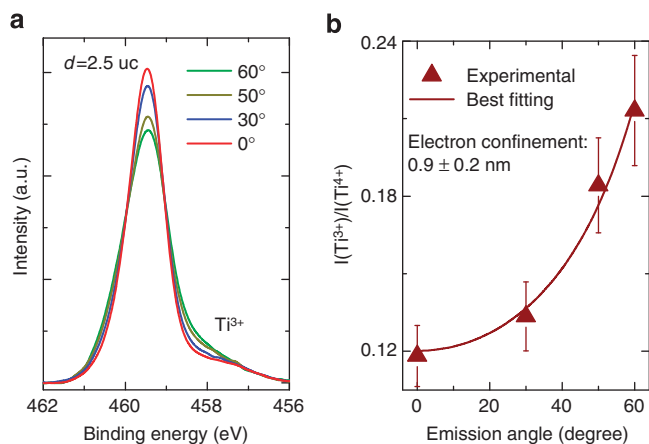 a
d=2.5 uc
60°
50°
30°
0°
Ti³⁺
Intensity (a.u.)
462 460 458 456
Binding energy (eV)
b
0.24
0.18
0.12
Experimental
Best fitting
Electron confinement:
0.9 ± 0.2 nm
I(Ti³⁺)/I(Ti⁴⁺)
0 20 40 60
Emission angle (degree)